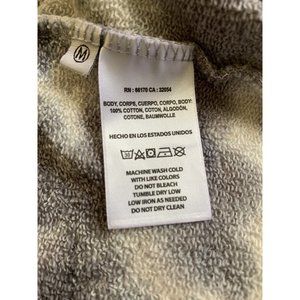 M
RN : 86170 CA : 32054
BODY, CORPS, CUERPO, CORPO, BODY:
100% COTTON, COTON, ALGODÓN,
COTONE, BAUMWOLLE
HECHO EN LOS ESTADOS UNIDOS
MACHINE WASH COLD
WITH LIKE COLORS
DO NOT BLEACH
TUMBLE DRY LOW
LOW IRON AS NEEDED
DO NOT DRY CLEAN